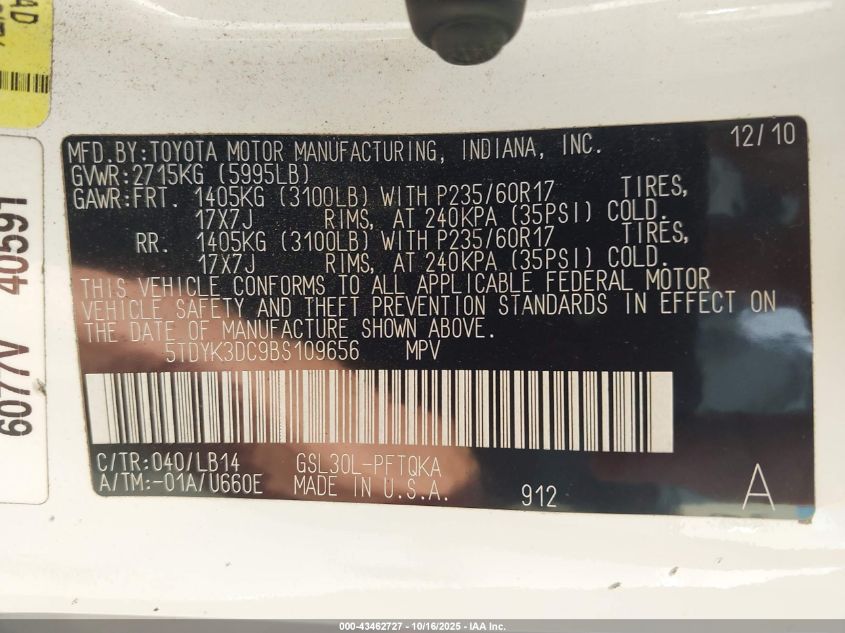 AD
6077V 40591
12/10
MFD.BY:TOYOTA MOTOR MANUFACTURING, INDIANA, INC.
GVWR:2715KG (5995LB)
GAWR:FRT. 1405KG (3100LB) WITH P235/60R17 TIRES,
17X7J RIMS, AT 240KPA (35PSI) COLD.
RR. 1405KG (3100LB) WITH P235/60R17 TIRES,
17X7J RIMS, AT 240KPA (35PSI) COLD.
THIS VEHICLE CONFORMS TO ALL APPLICABLE FEDERAL MOTOR
VEHICLE SAFETY AND THEFT PREVENTION STANDARDS IN EFFECT ON
THE DATE OF MANUFACTURE SHOWN ABOVE.
5TDYK3DC9BS109656 MPV
C/TR:040/LB14 GSL30L-PFTQKA
A/TM:-01A/U660E MADE IN U.S.A. 912 A
000-43462727 - 10/16/2025 - IAA Inc.